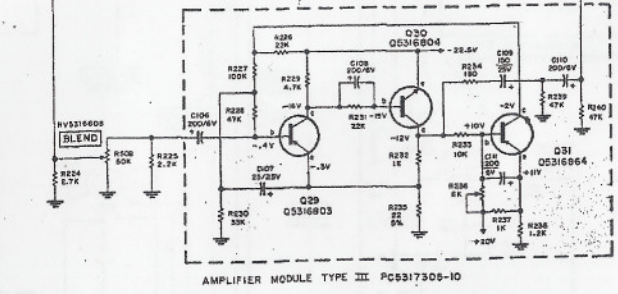 Q30
Q5316804
R226
22K
-22.5V
C109
150
25V
C110
200/6V
R227
100K
C108
200/6V
R234
180
R229
4.7K
R239
47K
R240
47K
C106
200/6V
R228
47K
-16V
R231
22K
-15V
-2V
RV5316605
BLEND
-12V
+10V
b
-.4V
R233
10K
Q31
Q5316864
R508
50K
R225
2.2K
R232
1K
C111
200
6V
R224
2.7K
C107
25/25V
-.3V
+11V
R236
5K
Q29
Q5316803
R230
33K
R235
22
5%
R237
1K
R238
1.2K
+20V
AMPLIFIER MODULE TYPE III PC5317305-10